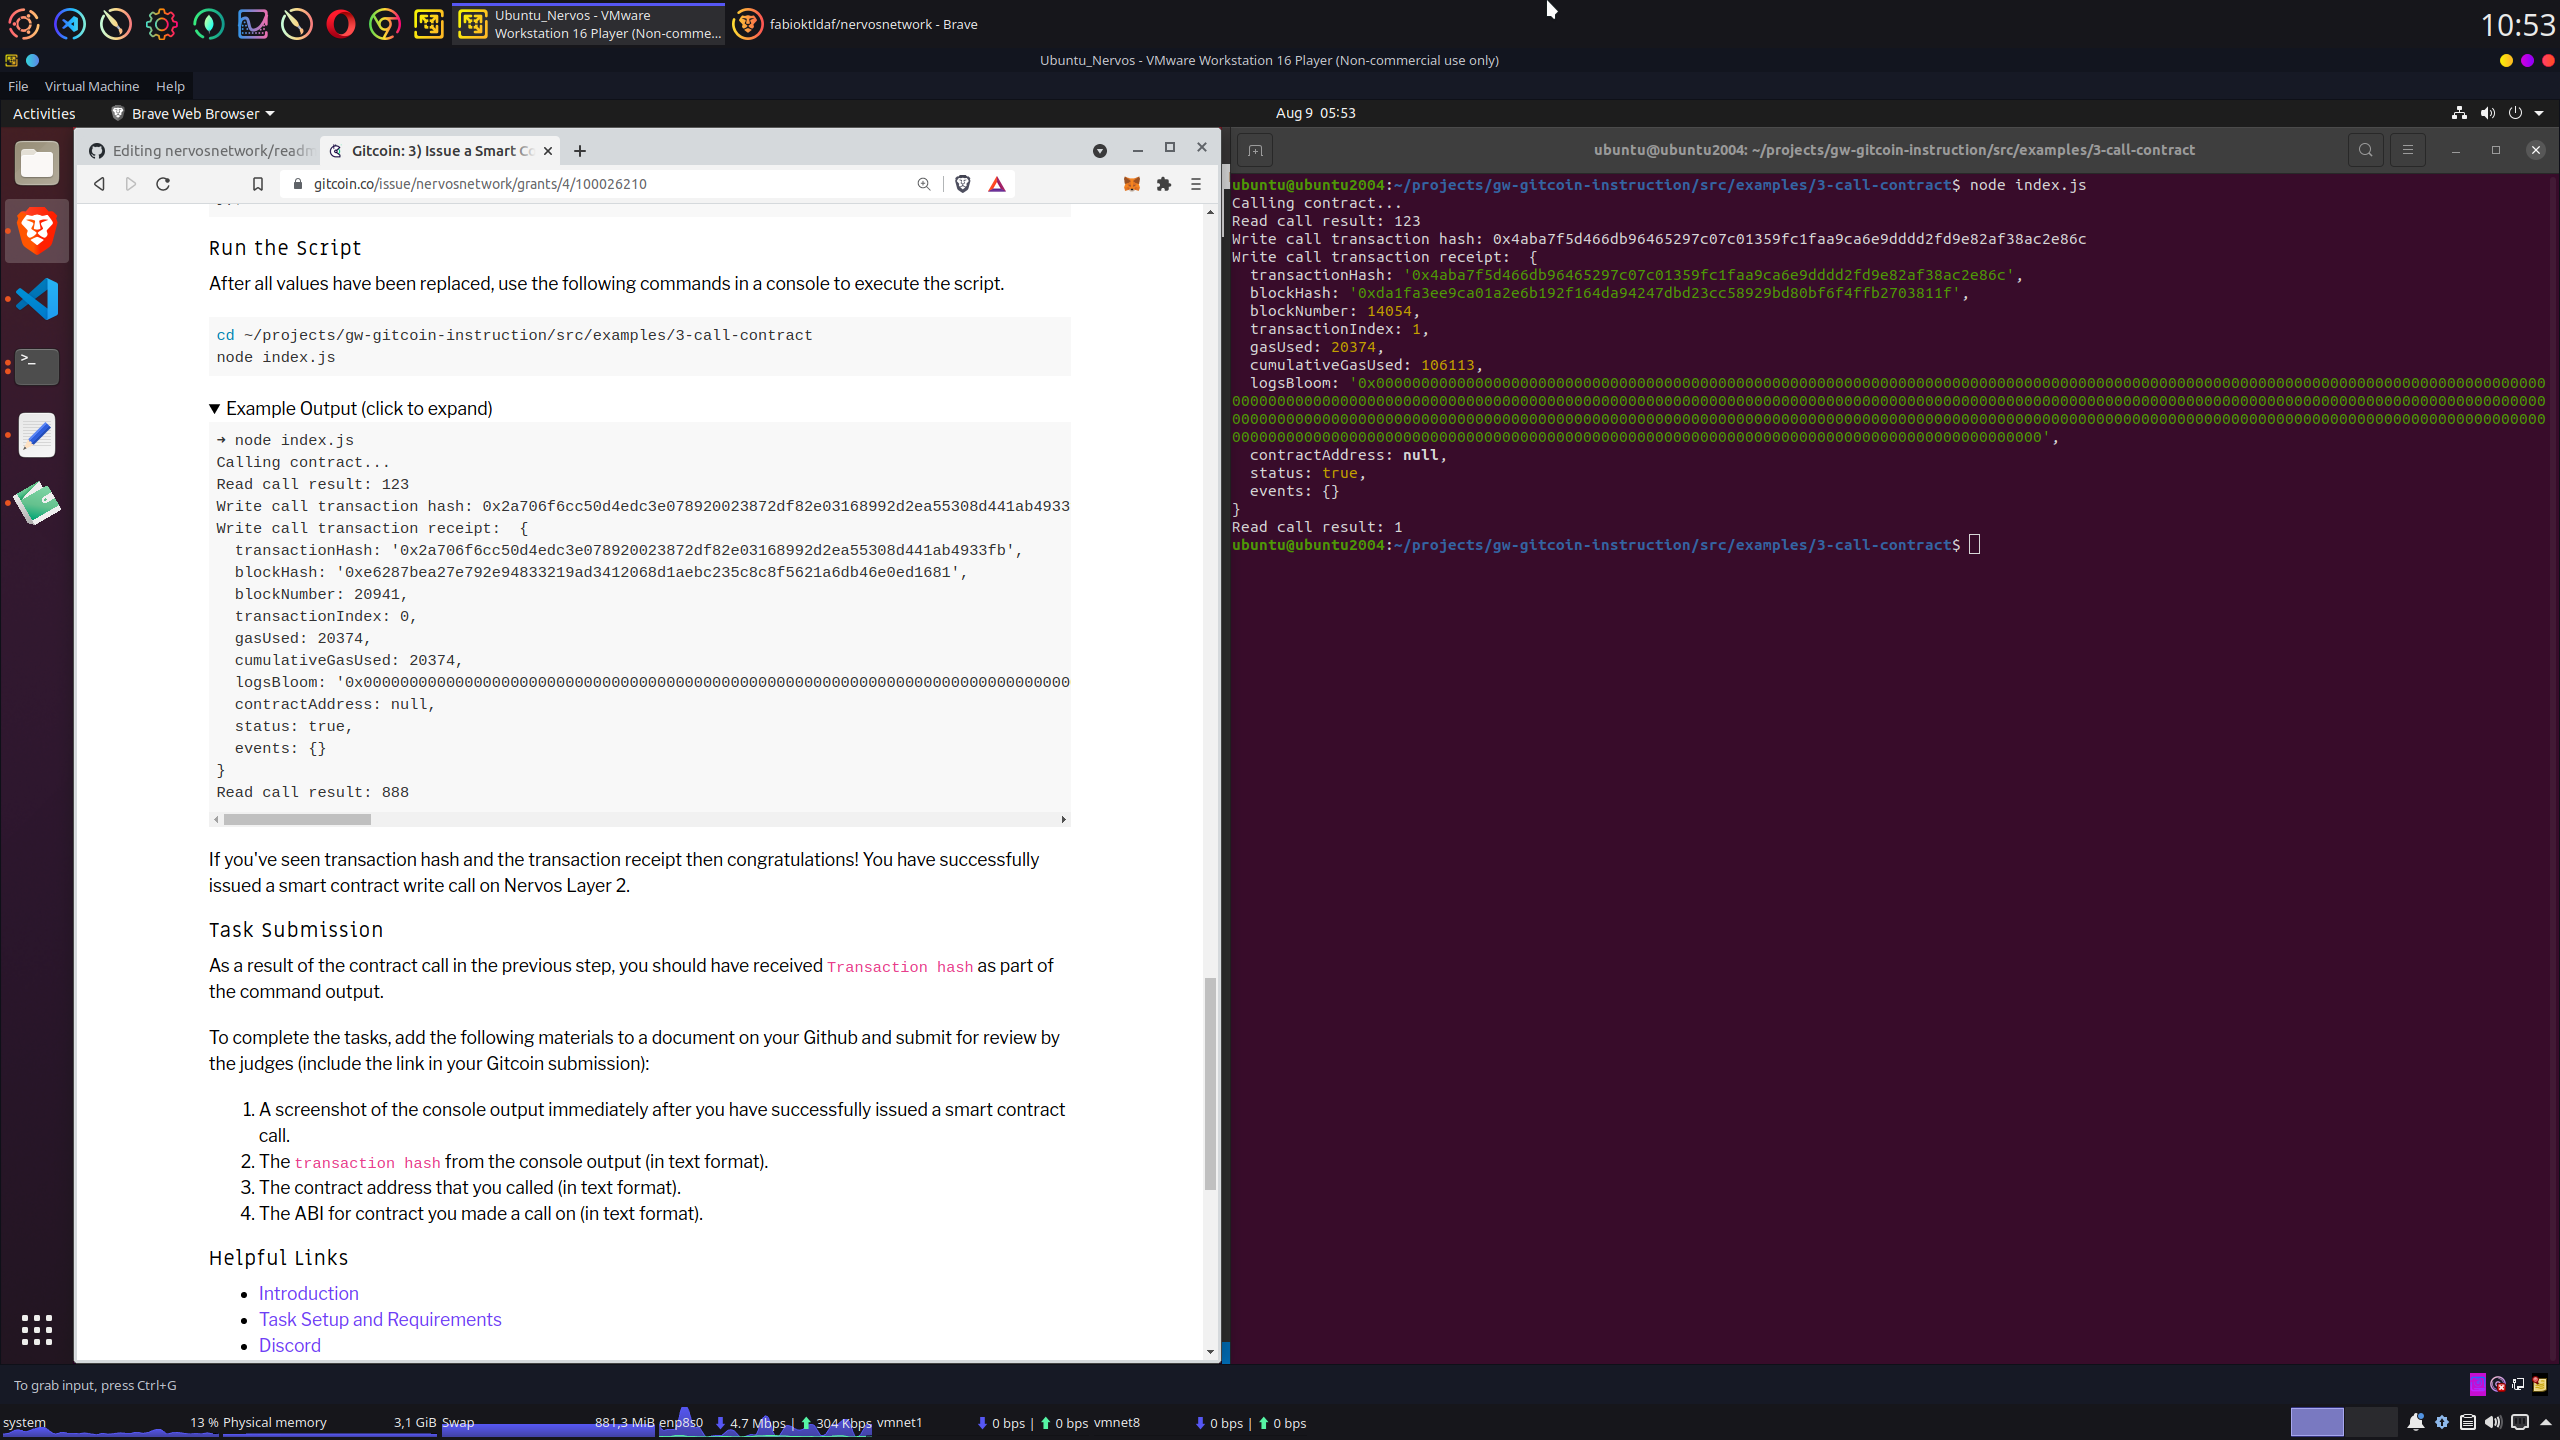 Ubuntu_Nervos - VMware
Workstation 16 Player (Non-comme...
fabioktldaf/nervosnetwork - Brave
10:53
Ubuntu_Nervos - VMware Workstation 16 Player (Non-commercial use only)
File Virtual Machine Help
Activities Brave Web Browser
Aug 9 05:53
Editing nervosnetwork/readm
Gitcoin: 3) Issue a Smart Co
gitcoin.co/issue/nervosnetwork/grants/4/100026210
Run the Script
After all values have been replaced, use the following commands in a console to execute the script.
cd ~/projects/gw-gitcoin-instruction/src/examples/3-call-contract
node index.js
▼ Example Output (click to expand)
➜ node index.js
Calling contract...
Read call result: 123
Write call transaction hash: 0x2a706f6cc50d4edc3e078920023872df82e03168992d2ea55308d441ab4933
Write call transaction receipt:  {
transactionHash: '0x2a706f6cc50d4edc3e078920023872df82e03168992d2ea55308d441ab4933fb',
blockHash: '0xe6287bea27e792e94833219ad3412068d1aebc235c8c8f5621a6db46e0ed1681',
blockNumber: 20941,
transactionIndex: 0,
gasUsed: 20374,
cumulativeGasUsed: 20374,
logsBloom:
contractAddress: null,
status: true,
events: {}
}
Read call result: 888
If you've seen transaction hash and the transaction receipt then congratulations! You have successfully
issued a smart contract write call on Nervos Layer 2.
Task Submission
As a result of the contract call in the previous step, you should have received Transaction hash as part of
the command output.
To complete the tasks, add the following materials to a document on your Github and submit for review by
the judges (include the link in your Gitcoin submission):
1. A screenshot of the console output immediately after you have successfully issued a smart contract
call.
2. The transaction hash from the console output (in text format).
3. The contract address that you called (in text format).
4. The ABI for contract you made a call on (in text format).
Helpful Links
• Introduction
• Task Setup and Requirements
• Discord
ubuntu@ubuntu2004: ~/projects/gw-gitcoin-instruction/src/examples/3-call-contract
ubuntu@ubuntu2004:~/projects/gw-gitcoin-instruction/src/examples/3-call-contract$ node index.js
Calling contract...
Read call result: 123
Write call transaction hash: 0x4aba7f5d466db96465297c07c01359fc1faa9ca6e9dddd2fd9e82af38ac2e86c
Write call transaction receipt:  {
transactionHash: '0x4aba7f5d466db96465297c07c01359fc1faa9ca6e9dddd2fd9e82af38ac2e86c',
blockHash: '0xda1fa3ee9ca01a2e6b192f164da94247dbd23cc58929bd80bf6f4ffb2703811f',
blockNumber: 14054,
transactionIndex: 1,
gasUsed: 20374,
cumulativeGasUsed: 106113,
logsBloom:
contractAddress: null,
status: true,
events: {}
}
Read call result: 1
ubuntu@ubuntu2004:~/projects/gw-gitcoin-instruction/src/examples/3-call-contract$
To grab input, press Ctrl+G
system 13 % Physical memory 3,1 GiB Swap 881,3 MiB enp8s0 4.7 Mbps | 304 Kbps vmnet1 0 bps | 0 bps vmnet8 0 bps | 0 bps